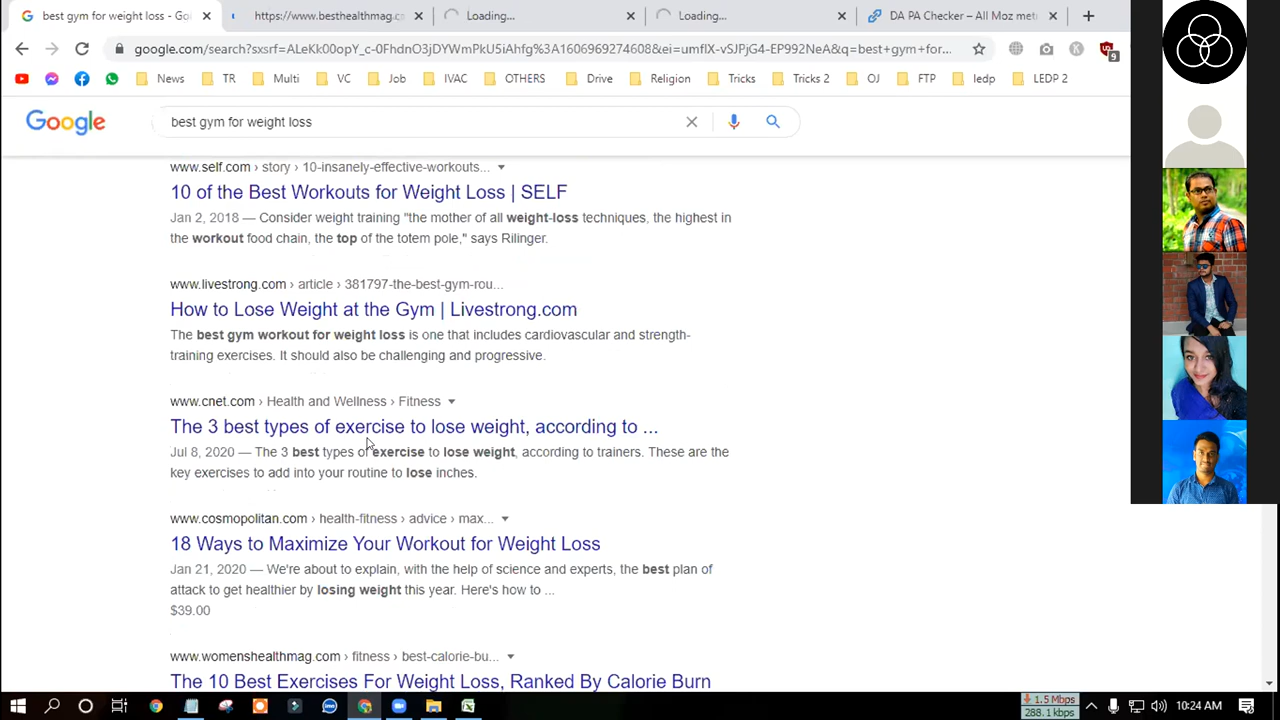 best gym for weight loss - Go
https://www.besthealthmag.c
Loading...
Loading...
DA PA Checker – All Moz met
google.com/search?sxsrf=ALeKk00opY_c-0FhdnO3jDYWmPkU5iAhfg%3A1606969274608&ei=umfIX-vSJPjG4-EP992NeA&q=best+gym+for...
9
News
TR
Multi
VC
Job
IVAC
OTHERS
Drive
Religion
Tricks
Tricks 2
OJ
FTP
ledp
LEDP 2
Google
best gym for weight loss
www.self.com › story › 10-insanely-effective-workouts...
10 of the Best Workouts for Weight Loss | SELF
Jan 2, 2018 — Consider weight training "the mother of all weight-loss techniques, the highest in
the workout food chain, the top of the totem pole," says Rilinger.
www.livestrong.com › article › 381797-the-best-gym-rou...
How to Lose Weight at the Gym | Livestrong.com
The best gym workout for weight loss is one that includes cardiovascular and strength-
training exercises. It should also be challenging and progressive.
www.cnet.com › Health and Wellness › Fitness
The 3 best types of exercise to lose weight, according to ...
Jul 8, 2020 — The 3 best types of exercise to lose weight, according to trainers. These are the
key exercises to add into your routine to lose inches.
www.cosmopolitan.com › health-fitness › advice › max...
18 Ways to Maximize Your Workout for Weight Loss
Jan 21, 2020 — We're about to explain, with the help of science and experts, the best plan of
attack to get healthier by losing weight this year. Here's how to ...
$39.00
www.womenshealthmag.com › fitness › best-calorie-bu...
The 10 Best Exercises For Weight Loss, Ranked By Calorie Burn
1.5 Mbps
288.1 kbps
10:24 AM